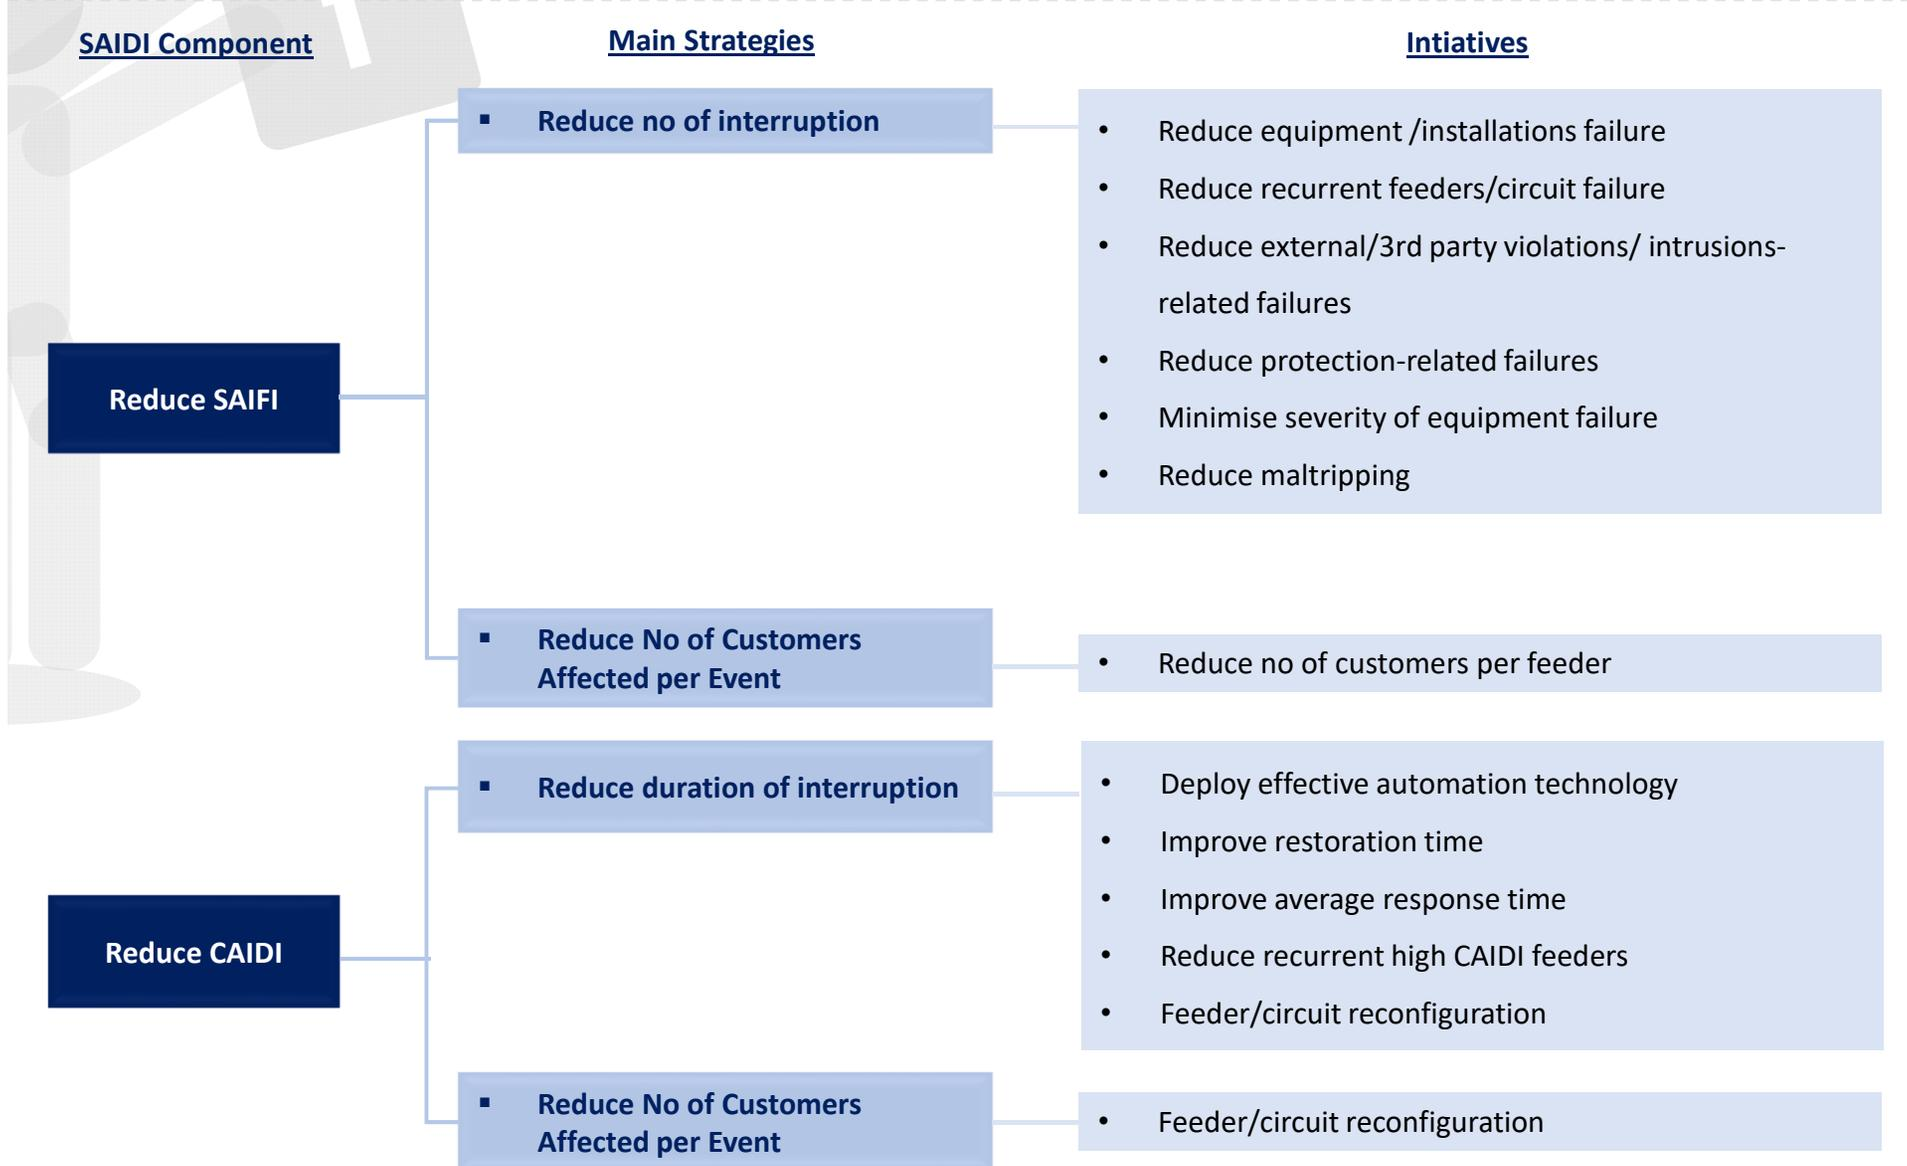 SAIDI Component
Main Strategies
Intiatives
1
Reduce SAIFI
▪ Reduce no of interruption
• Reduce equipment /installations failure
• Reduce recurrent feeders/circuit failure
• Reduce external/3rd party violations/ intrusions-
related failures
• Reduce protection-related failures
• Minimise severity of equipment failure
• Reduce maltripping
▪ Reduce No of Customers
Affected per Event
• Reduce no of customers per feeder
Reduce CAIDI
▪ Reduce duration of interruption
• Deploy effective automation technology
• Improve restoration time
• Improve average response time
• Reduce recurrent high CAIDI feeders
• Feeder/circuit reconfiguration
▪ Reduce No of Customers
Affected per Event
• Feeder/circuit reconfiguration